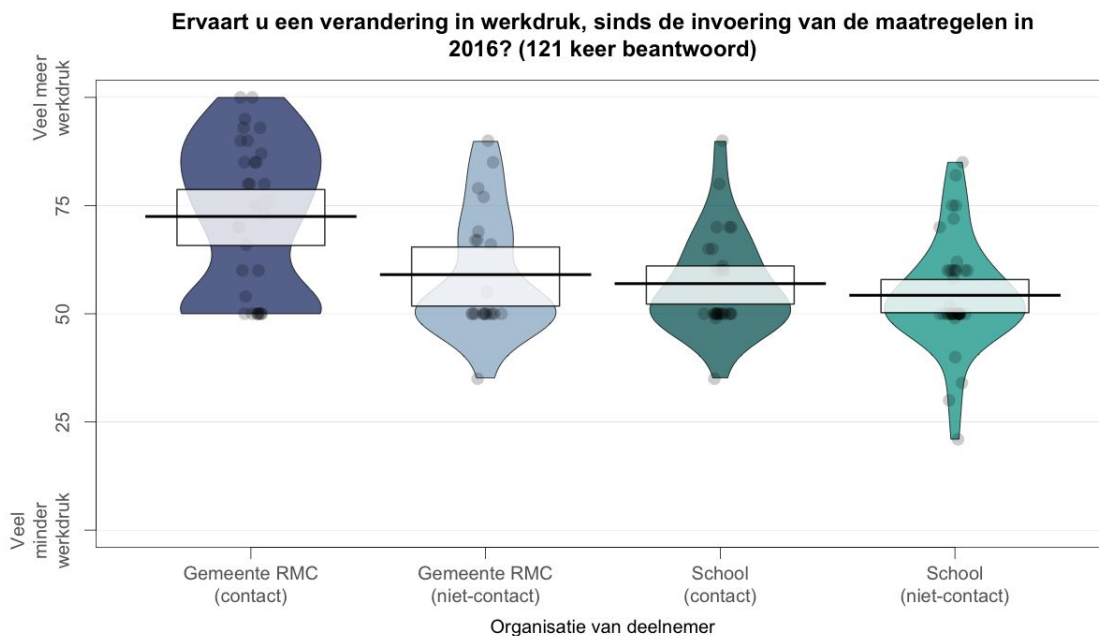 Ervaart u een verandering in werkdruk, sinds de invoering van de maatregelen in
2016? (121 keer beantwoord)
Veel meer
werkdruk
75
50
25
Veel
minder
werkdruk
Gemeente RMC
(contact)
Gemeente RMC
(niet-contact)
School
(contact)
School
(niet-contact)
Organisatie van deelnemer